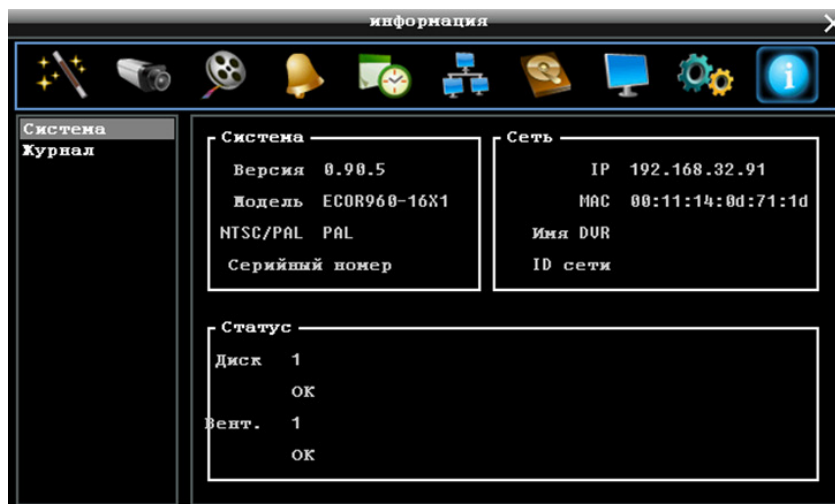 информация
Система
Журнал
Система
Версия 0.90.5
Модель ECOR960-16X1
NTSC/PAL PAL
Серийный номер
Сеть
IP 192.168.32.91
MAC 00:11:14:0d:71:1d
Имя DVR
ID сети
Статус
Диск 1
OK
Вент. 1
OK